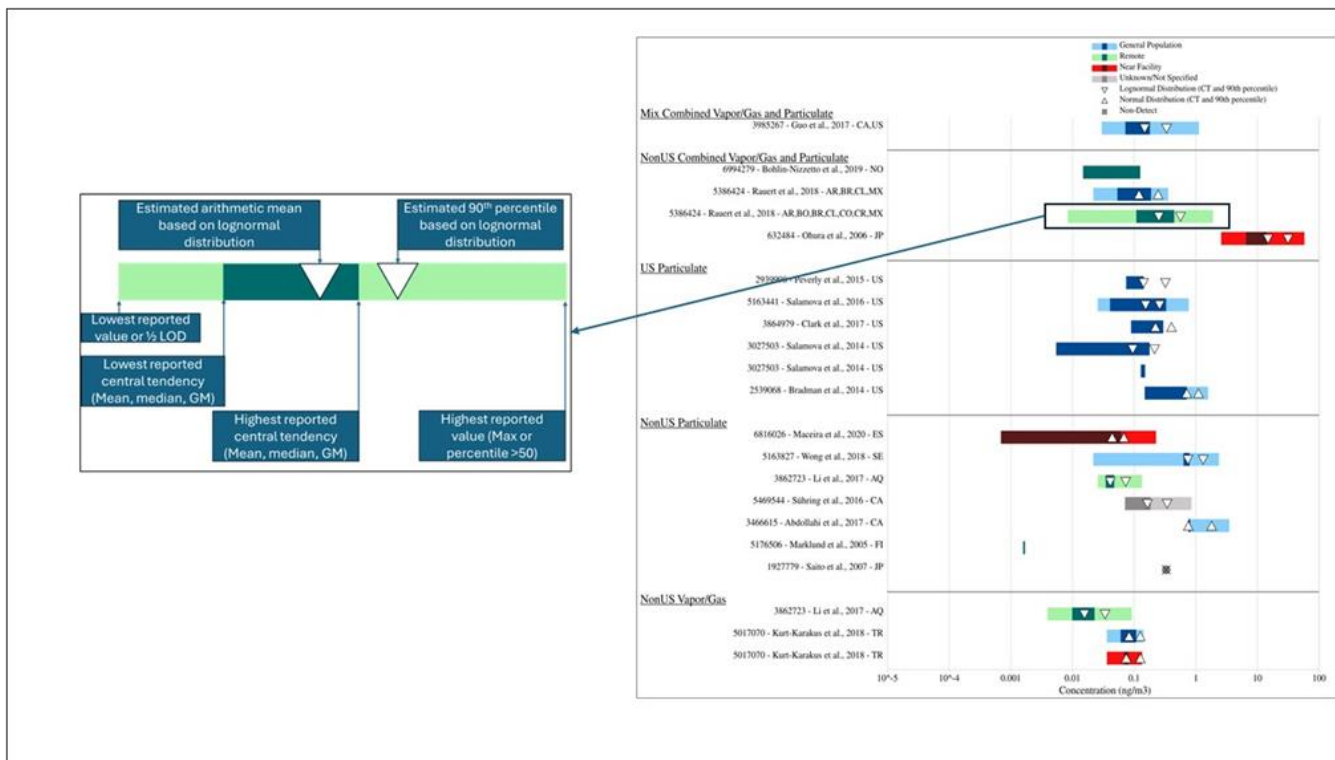 Estimated arithmetic mean
based on lognormal
distribution
Estimated 90th percentile
based on lognormal
distribution
Lowest reported
value or ½ LOD
Lowest reported
central tendency
(Mean, median, GM)
Highest reported
central tendency
(Mean, median, GM)
Highest reported
value (Max or
percentile >50)
General Population
Remote
Near Facility
Unknown/Not Specified
Lognormal Distribution (CT and 90th percentile)
Normal Distribution (CT and 90th percentile)
Non-Detect
Mix Combined Vapor/Gas and Particulate
3985267 - Guo et al., 2017 - CA,US
NonUS Combined Vapor/Gas and Particulate
6994279 - Bohlin-Nizzetto et al., 2019 - NO
5386424 - Rauert et al., 2018 - AR,BR,CL,MX
5386424 - Rauert et al., 2018 - AR,BO,BR,CL,CO,CR,MX
632484 - Ohura et al., 2006 - JP
US Particulate
- Peverly et al., 2015 - US
5163441 - Salamova et al., 2016 - US
3864979 - Clark et al., 2017 - US
3027503 - Salamova et al., 2014 - US
3027503 - Salamova et al., 2014 - US
2539068 - Bradman et al., 2014 - US
NonUS Particulate
6816026 - Maceira et al., 2020 - ES
5163827 - Wong et al., 2018 - SE
3862723 - Li et al., 2017 - AQ
5469544 - Sühring et al., 2016 - CA
3466615 - Abdollahi et al., 2017 - CA
5176506 - Marklund et al., 2005 - FI
1927779 - Saito et al., 2007 - JP
NonUS Vapor/Gas
3862723 - Li et al., 2017 - AQ
5017070 - Kurt-Karakus et al., 2018 - TR
5017070 - Kurt-Karakus et al., 2018 - TR
10^-5 10^-4 0.001 0.01 0.1 1 10 100
Concentration (ng/m3)